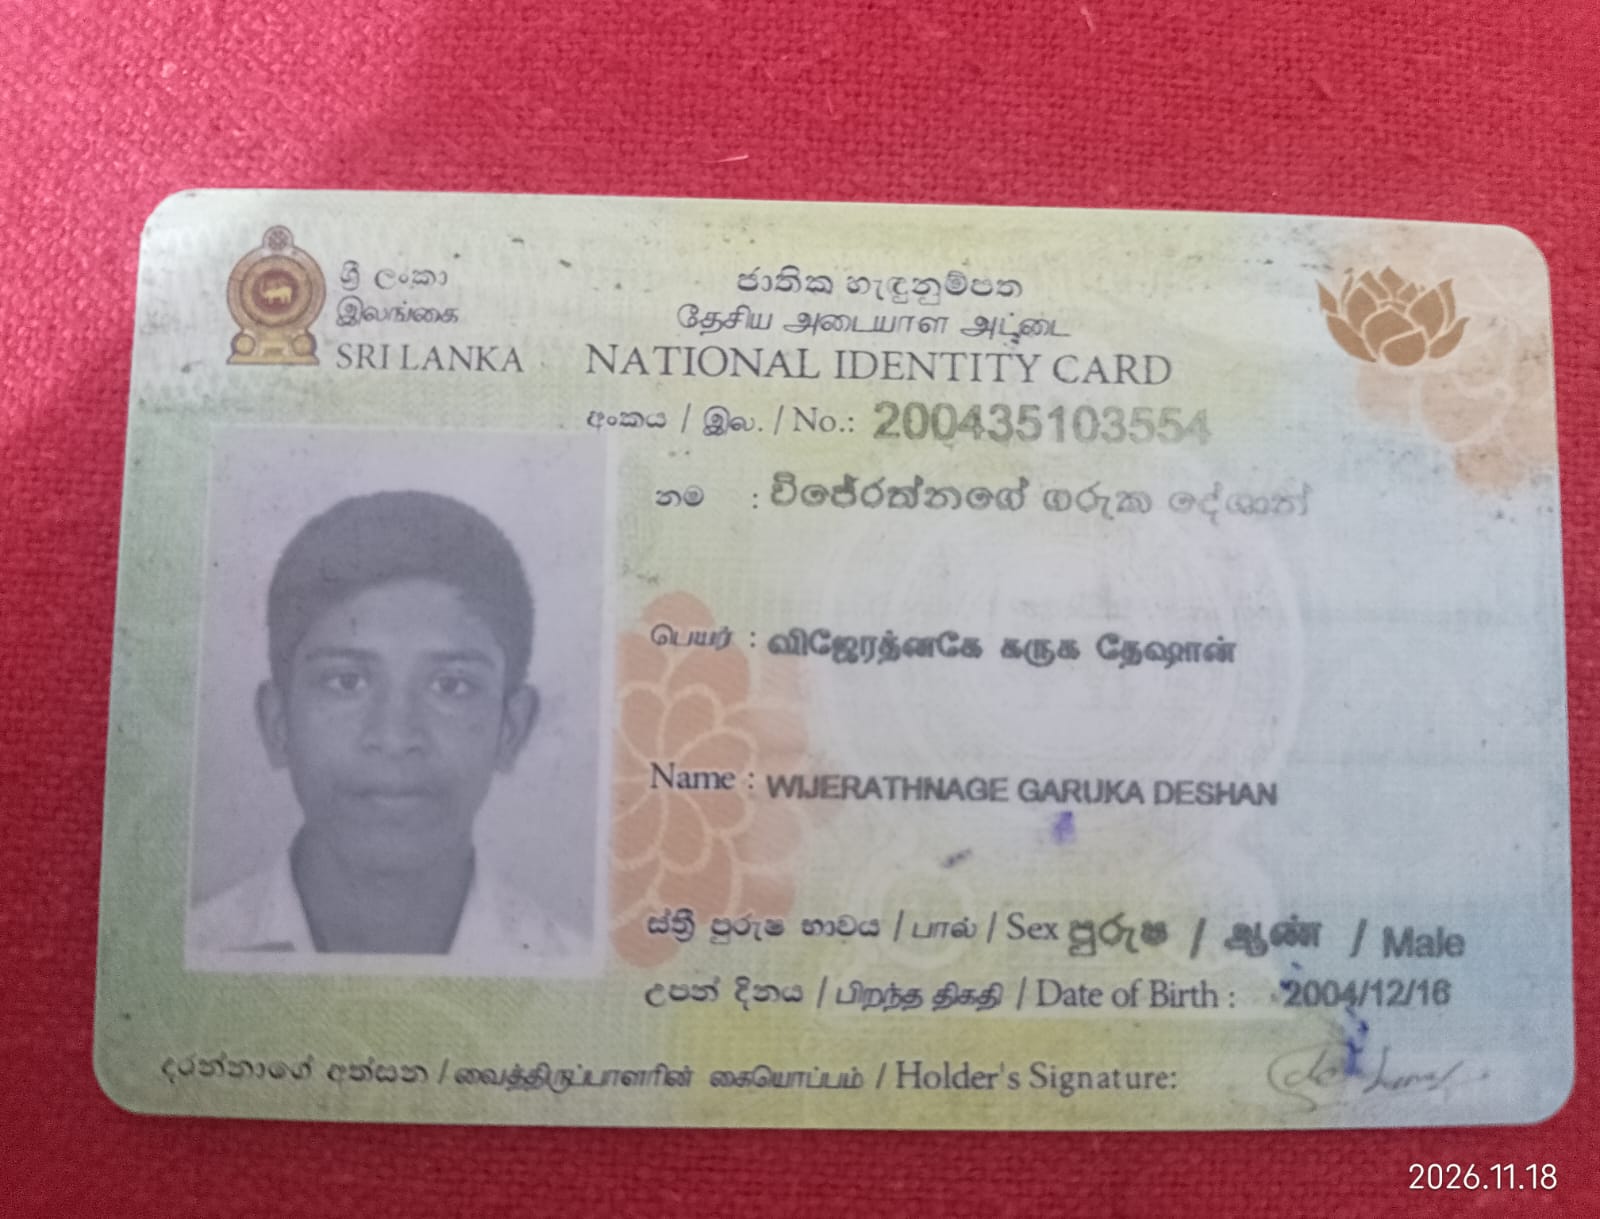 ශ්‍රී ලංකා
இலங்கை
SRI LANKA
ජාතික හැඳුනුම්පත
தேசிய அடையாள அட்டை
NATIONAL IDENTITY CARD
අංකය / இல. / No.: 200435103554
නම : විජේරත්නගේ ගරුක දේශාන්
பெயர் : விஜேரத்னகே கருக தேஷான்
Name : WIJERATHNAGE GARUKA DESHAN
ස්ත්‍රී පුරුෂ භාවය / பால் / Sex පුරුෂ / ஆண் / Male
උපන් දිනය / பிறந்த திகதி / Date of Birth : 2004/12/16
දරන්නාගේ අත්සන / வைத்திருப்பாளரின் கையொப்பம் / Holder's Signature:
2026.11.18